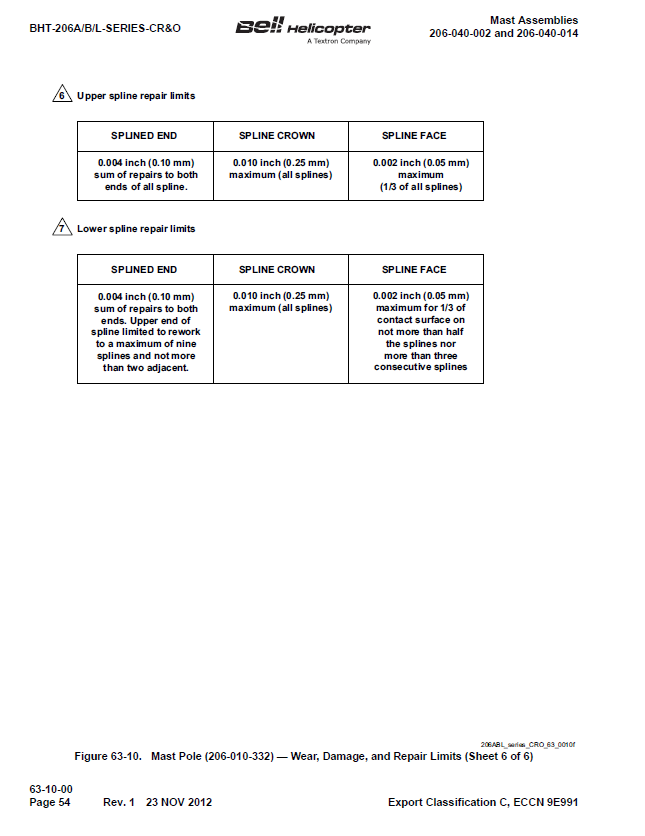 BHT-206A/B/L-SERIES-CR&O
Bell Helicopter
A Textron Company
Mast Assemblies
206-040-002 and 206-040-014
6 Upper spline repair limits
SPLINED END SPLINE CROWN SPLINE FACE
0.004 inch (0.10 mm)
sum of repairs to both
ends of all spline.
0.010 inch (0.25 mm)
maximum (all splines)
0.002 inch (0.05 mm)
maximum
(1/3 of all splines)
7 Lower spline repair limits
SPLINED END SPLINE CROWN SPLINE FACE
0.004 inch (0.10 mm)
sum of repairs to both
ends. Upper end of
spline limited to rework
to a maximum of nine
splines and not more
than two adjacent.
0.010 inch (0.25 mm)
maximum (all splines)
0.002 inch (0.05 mm)
maximum for 1/3 of
contact surface on
not more than half
the splines nor
more than three
consecutive splines
206ABL_series_CRO_63_0010f
Figure 63-10. Mast Pole (206-010-332) — Wear, Damage, and Repair Limits (Sheet 6 of 6)
63-10-00
Page 54 Rev. 1 23 NOV 2012 Export Classification C, ECCN 9E991